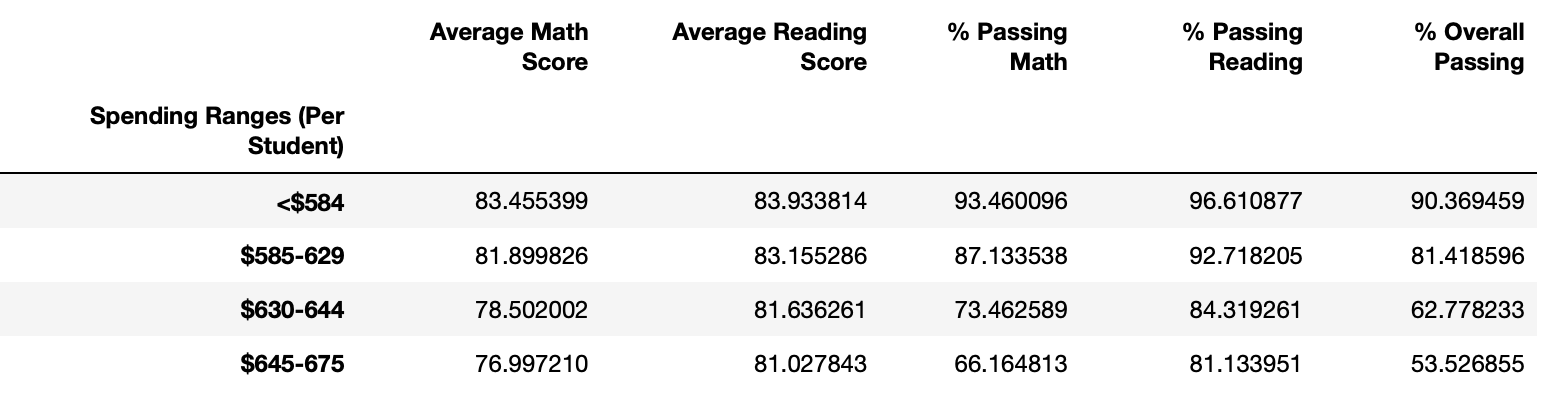 Average Math Score Average Reading Score % Passing Math % Passing Reading % Overall Passing
Spending Ranges (Per Student)
<$584 83.455399 83.933814 93.460096 96.610877 90.369459
$585-629 81.899826 83.155286 87.133538 92.718205 81.418596
$630-644 78.502002 81.636261 73.462589 84.319261 62.778233
$645-675 76.997210 81.027843 66.164813 81.133951 53.526855